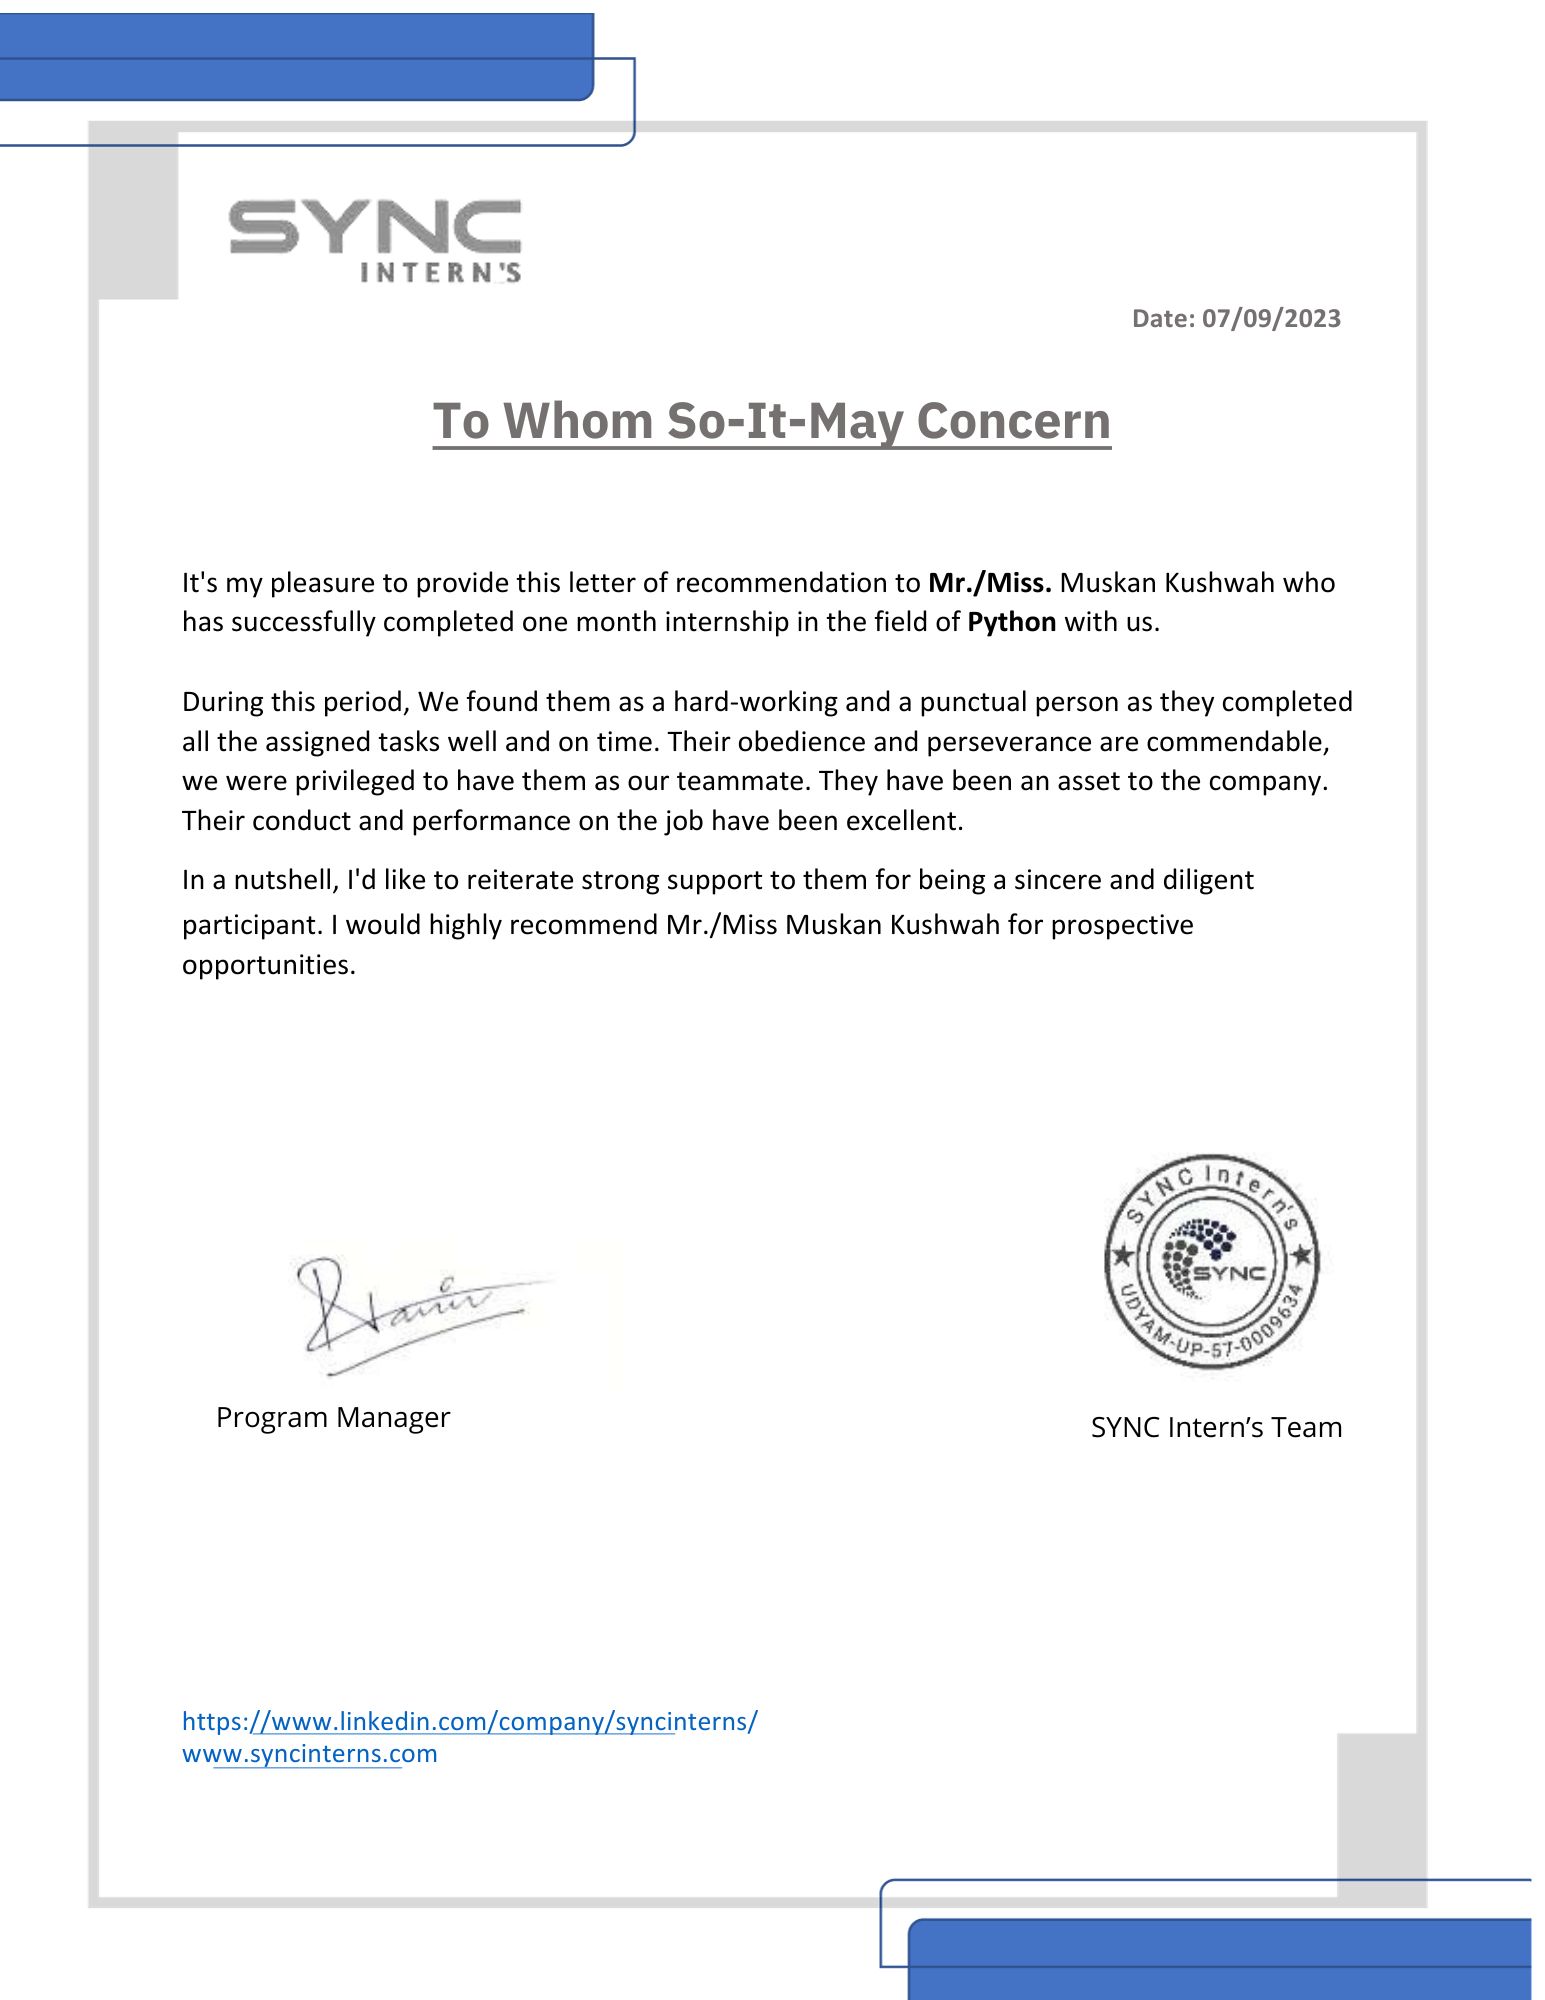 SYNC
INTERN'S
Date: 07/09/2023
To Whom So-It-May Concern
It's my pleasure to provide this letter of recommendation to Mr./Miss. Muskan Kushwah who
has successfully completed one month internship in the field of Python with us.
During this period, We found them as a hard-working and a punctual person as they completed
all the assigned tasks well and on time. Their obedience and perseverance are commendable,
we were privileged to have them as our teammate. They have been an asset to the company.
Their conduct and performance on the job have been excellent.
In a nutshell, I'd like to reiterate strong support to them for being a sincere and diligent
participant. I would highly recommend Mr./Miss Muskan Kushwah for prospective
opportunities.
SYNC Intern's
SYNC
UDYAM-UP-57-0009634
Program Manager
SYNC Intern’s Team
https://www.linkedin.com/company/syncinterns/
www.syncinterns.com